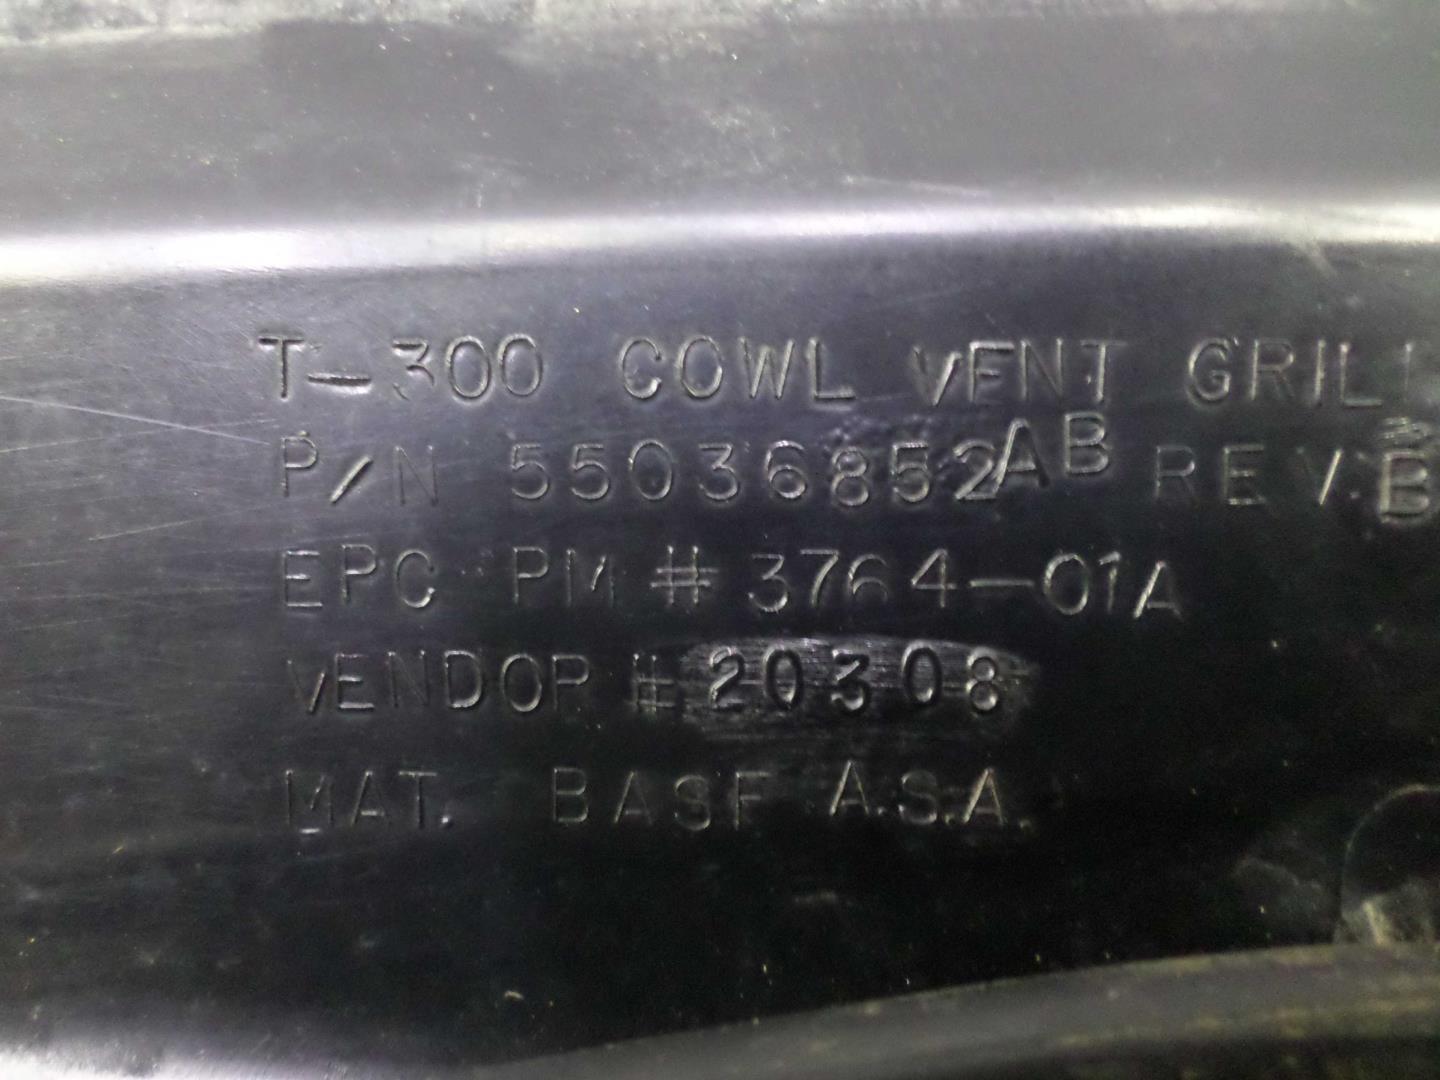 T-300 COWL VENT GRILL
P/N 55036852AB REV.B
EPC PM # 3764-01A
VENDOR # 20308
MAT. BASF A.S.A.